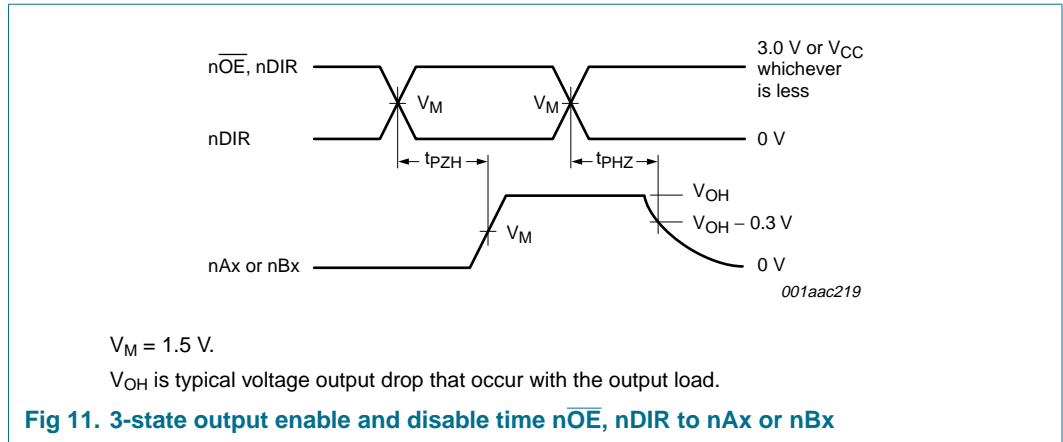 nOE, nDIR
3.0 V or VCC
whichever
is less
VM
VM
nDIR
0 V
tPZH
tPHZ
VOH
VOH − 0.3 V
VM
nAx or nBx
0 V
001aac219
VM = 1.5 V.
VOH is typical voltage output drop that occur with the output load.
Fig 11. 3-state output enable and disable time nOE, nDIR to nAx or nBx